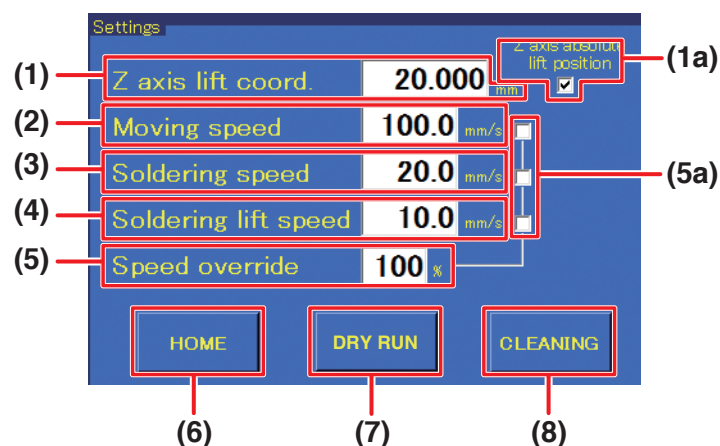 Settings
Z axis absolute
lift position
(1a)
(1)
Z axis lift coord.
20.000
mm
(2)
Moving speed
100.0
mm/s
(3)
Soldering speed
20.0
mm/s
(5a)
(4)
Soldering lift speed
10.0
mm/s
(5)
Speed override
100
%
HOME
DRY RUN
CLEANING
(6)
(7)
(8)